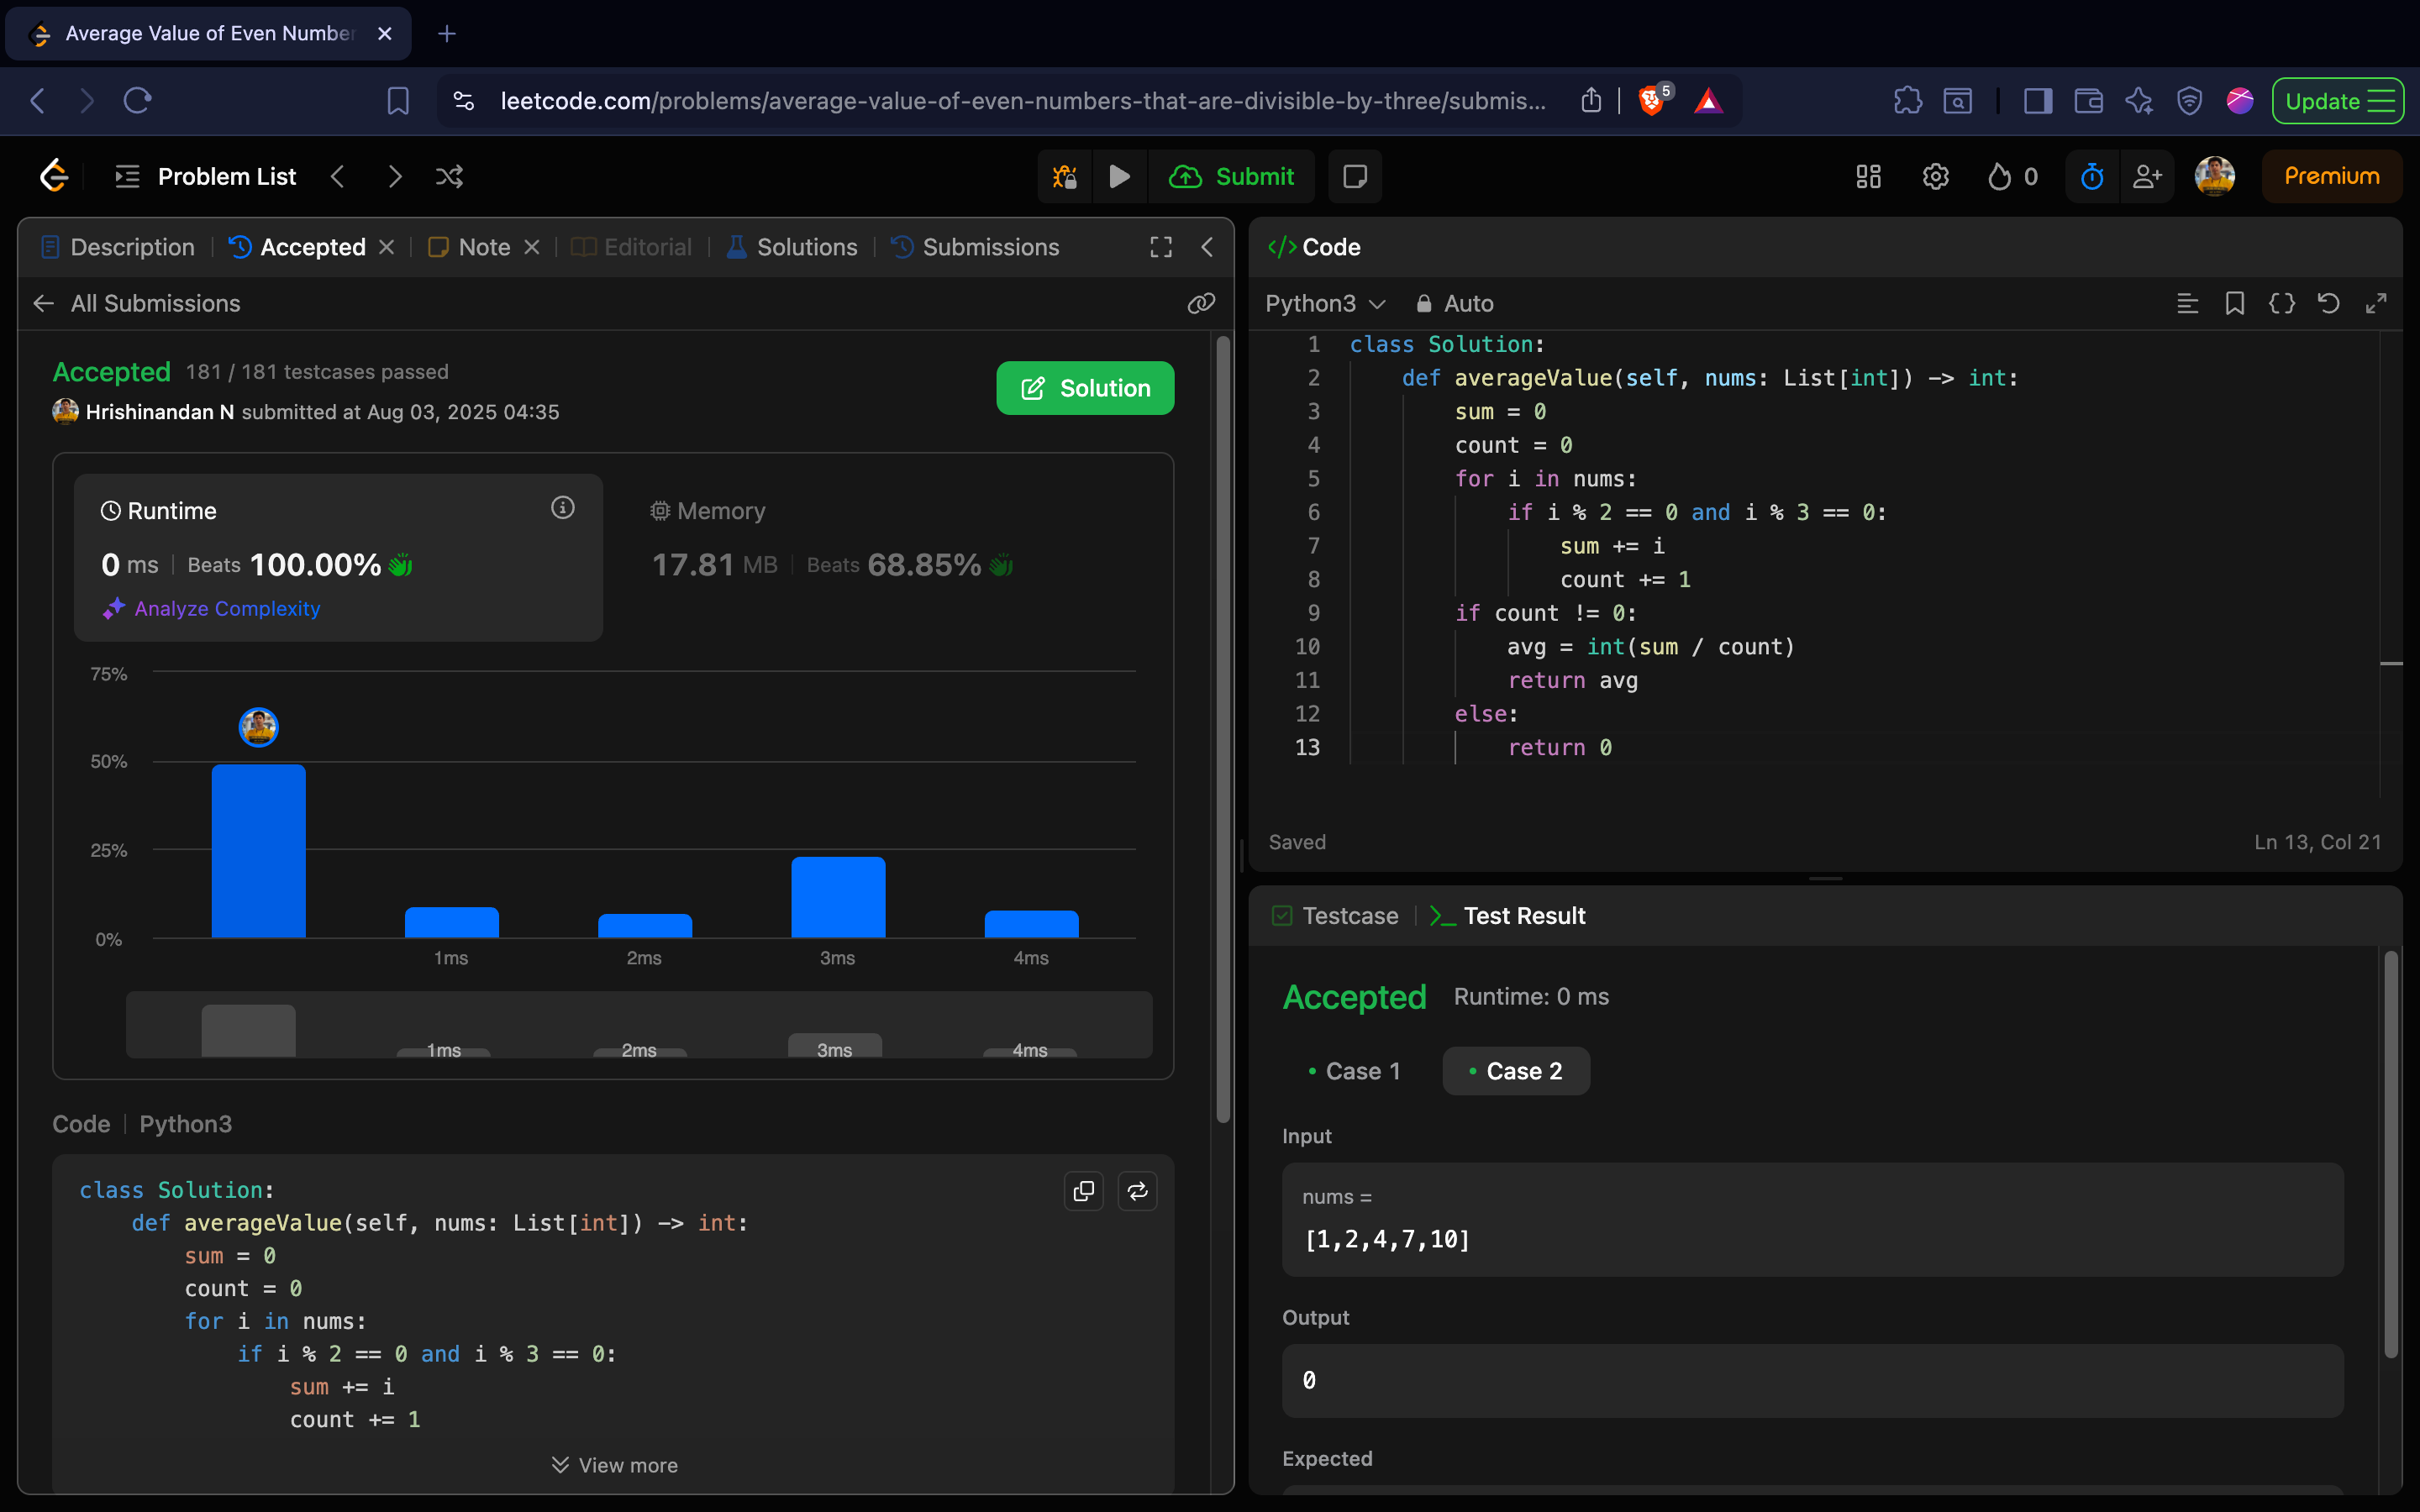 Average Value of Even Number
leetcode.com/problems/average-value-of-even-numbers-that-are-divisible-by-three/submis...
5
Update
Problem List
Submit
0
Premium
Description
Accepted
Note
Editorial
Solutions
Submissions
All Submissions
Accepted 181 / 181 testcases passed
Hrishinandan N submitted at Aug 03, 2025 04:35
Solution
Runtime
0 ms Beats 100.00%
Analyze Complexity
Memory
17.81 MB Beats 68.85%
75%
50%
25%
0%
1ms 2ms 3ms 4ms
1ms 2ms 3ms 4ms
Code Python3
class Solution:
def averageValue(self, nums: List[int]) -> int:
sum = 0
count = 0
for i in nums:
if i % 2 == 0 and i % 3 == 0:
sum += i
count += 1
View more
</> Code
Python3 Auto
1 class Solution:
2 def averageValue(self, nums: List[int]) -> int:
3 sum = 0
4 count = 0
5 for i in nums:
6 if i % 2 == 0 and i % 3 == 0:
7 sum += i
8 count += 1
9 if count != 0:
10 avg = int(sum / count)
11 return avg
12 else:
13 return 0
Saved
Ln 13, Col 21
Testcase
Test Result
Accepted Runtime: 0 ms
Case 1
Case 2
Input
nums =
[1,2,4,7,10]
Output
0
Expected